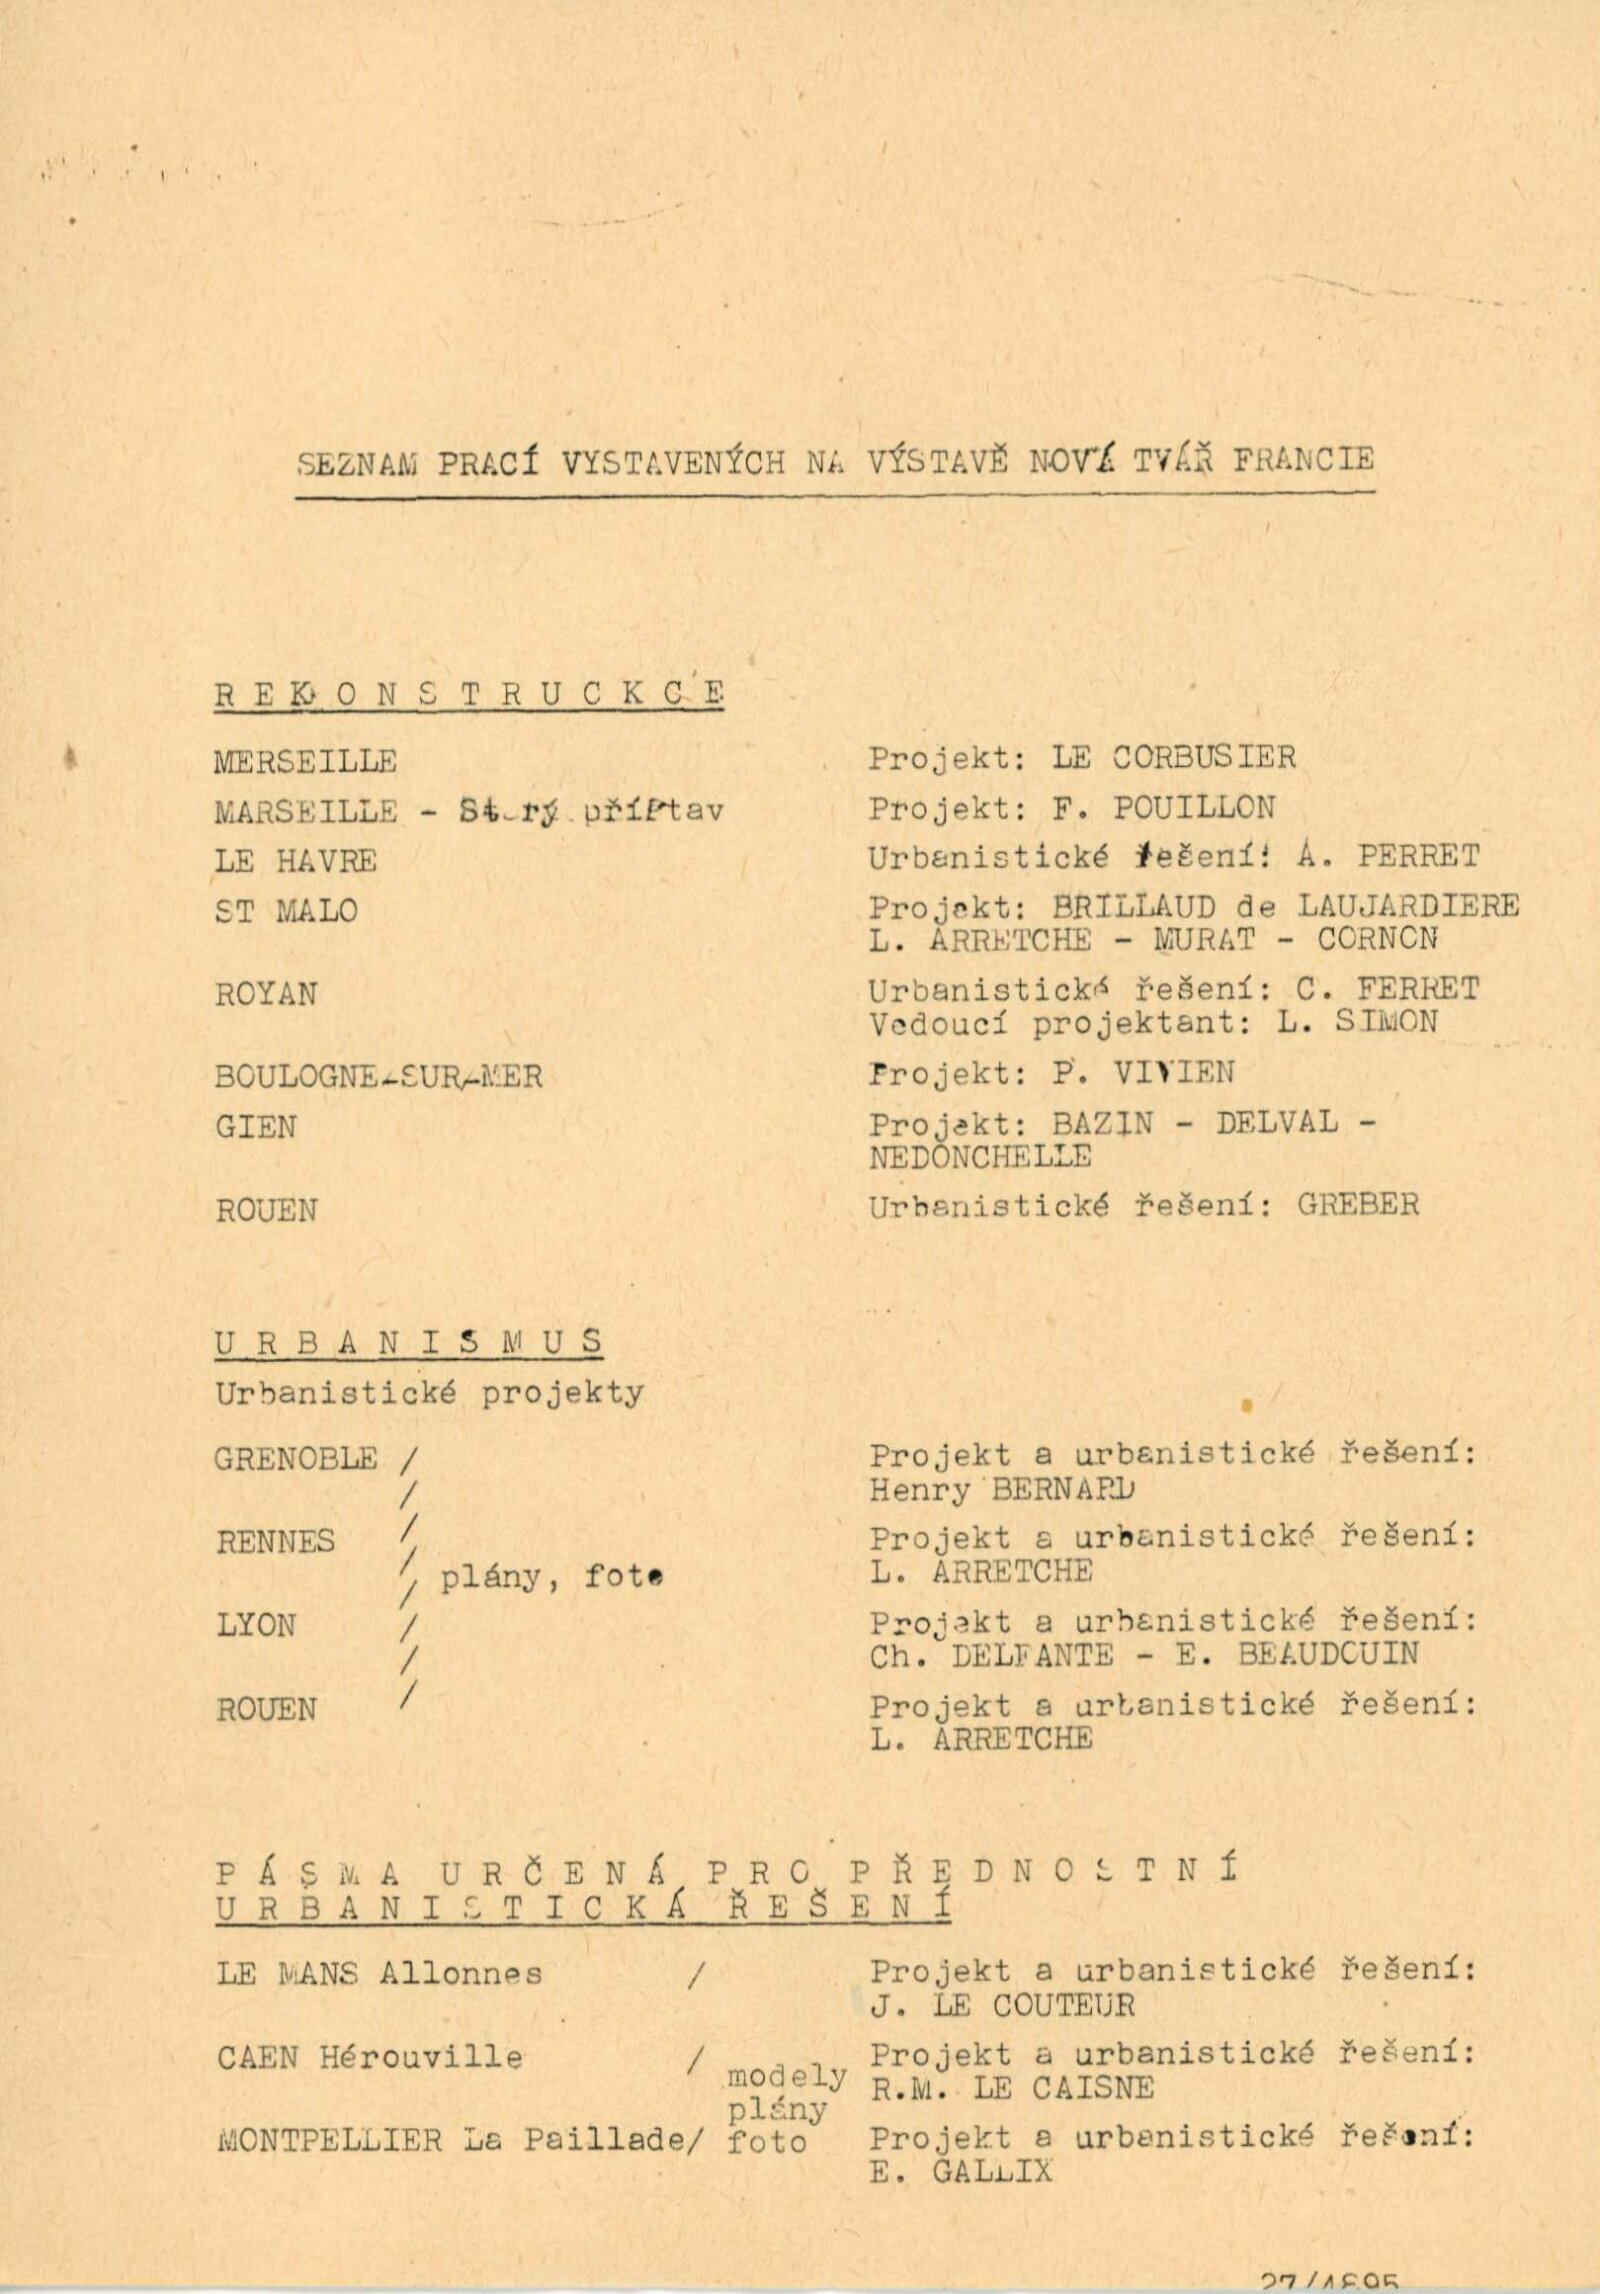 SEZNAM PRACÍ VYSTAVENÝCH NA VÝSTAVĚ NOVÁ TVÁŘ FRANCIE
REKONSTRUCKCE
MERSEILLE Projekt: LE CORBUSIER
MARSEILLE - Starý přístav Projekt: F. POUILLON
LE HAVRE Urbanistické řešení: A. PERRET
ST MALO Projekt: BRILLAUD de LAUJARDIERE
L. ARRETCHE - MURAT - CORNON
ROYAN Urbanistické řešení: C. FERRET
Vedoucí projektant: L. SIMON
BOULOGNE-SUR-MER Projekt: P. VIVIEN
GIEN Projekt: BAZIN - DELVAL -
NEDONCHELLE
ROUEN Urbanistické řešení: GREBER
URBANISMUS
Urbanistické projekty
GRENOBLE / Projekt a urbanistické řešení:
/ Henry BERNARD
RENNES / Projekt a urbanistické řešení:
/
/ plány, foto L. ARRETCHE
LYON / Projekt a urbanistické řešení:
/ Ch. DELFANTE - E. BEAUDOUIN
ROUEN / Projekt a urbanistické řešení:
L. ARRETCHE
PÁSMA URČENÁ PRO PŘEDNOSTNÍ
URBANISTICKÁ ŘEŠENÍ
LE MANS Allonnes / Projekt a urbanistické řešení:
J. LE COUTEUR
CAEN Hérouville / Projekt a urbanistické řešení:
modely R.M. LE CAISNE
plány
MONTPELLIER La Paillade/ foto Projekt a urbanistické řešení:
E. GALLIX